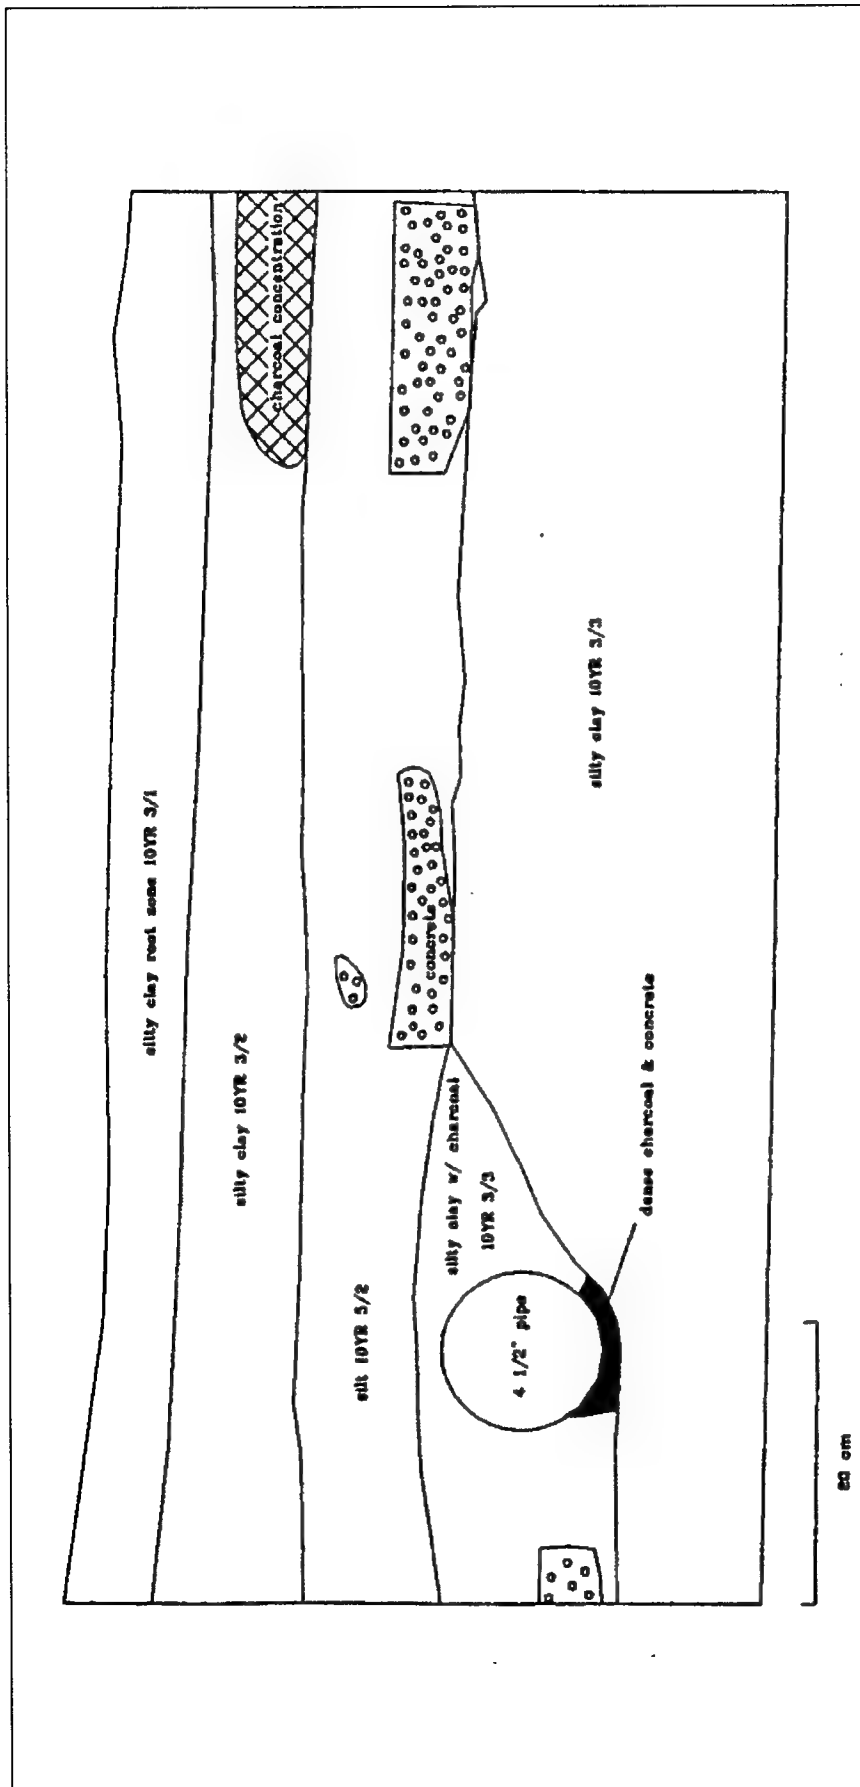 silty clay root zone 10YR 3/1
silty clay 10YR 3/2
charcoal concentration
silt 10YR 5/2
concrete
silty clay w/ charcoal
10YR 3/3
4 1/2" pipe
silty clay 10YR 3/3
dense charcoal & concrete
20 cm